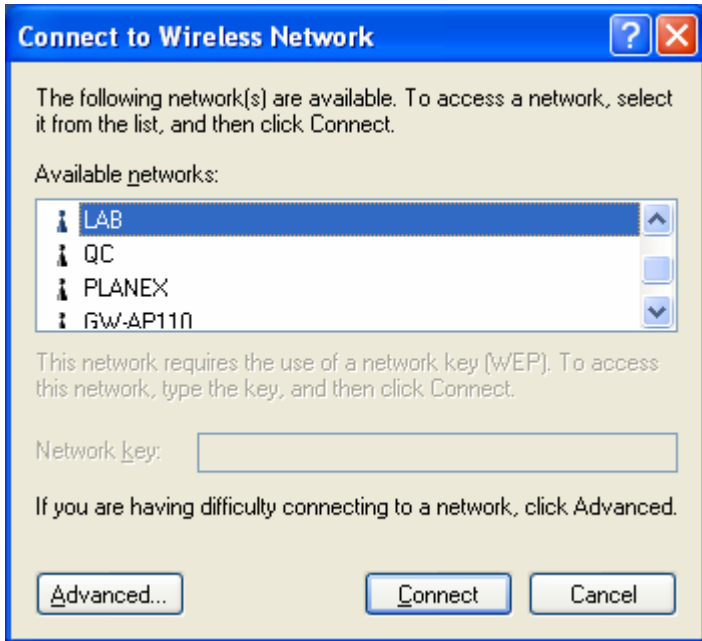 Connect to Wireless Network
The following network(s) are available. To access a network, select
it from the list, and then click Connect.
Available networks:
LAB
QC
PLANEX
GW-AP110
This network requires the use of a network key (WEP). To access
this network, type the key, and then click Connect.
Network key:
If you are having difficulty connecting to a network, click Advanced.
Advanced... Connect Cancel